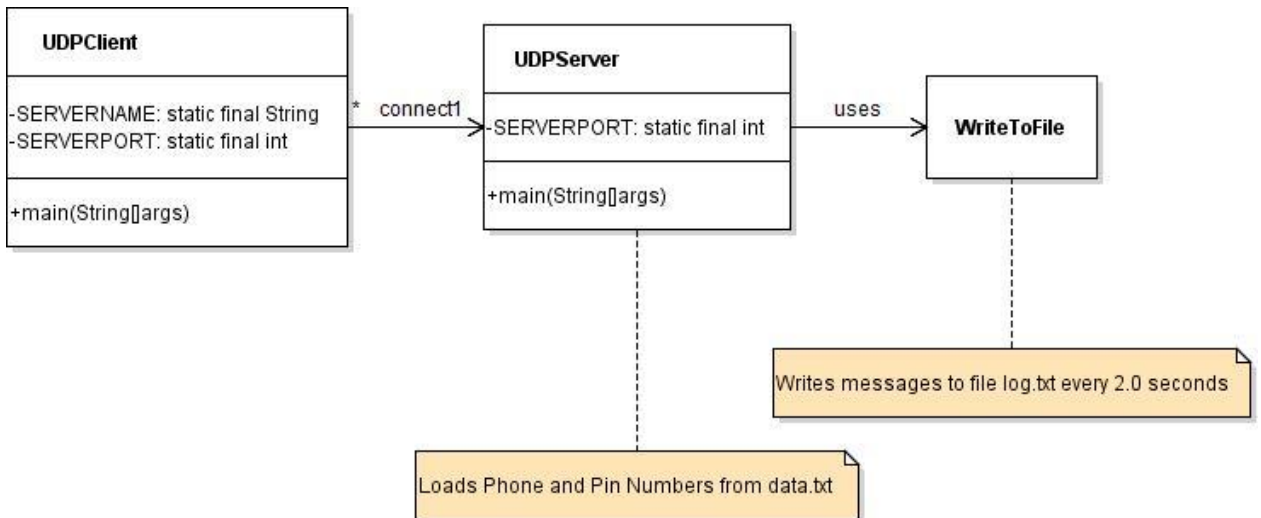 UDPClient
-SERVERNAME: static final String
-SERVERPORT: static final int
+main(String[]args)
* connect1
UDPServer
-SERVERPORT: static final int
+main(String[]args)
uses
WriteToFile
Writes messages to file log.txt every 2.0 seconds
Loads Phone and Pin Numbers from data.txt